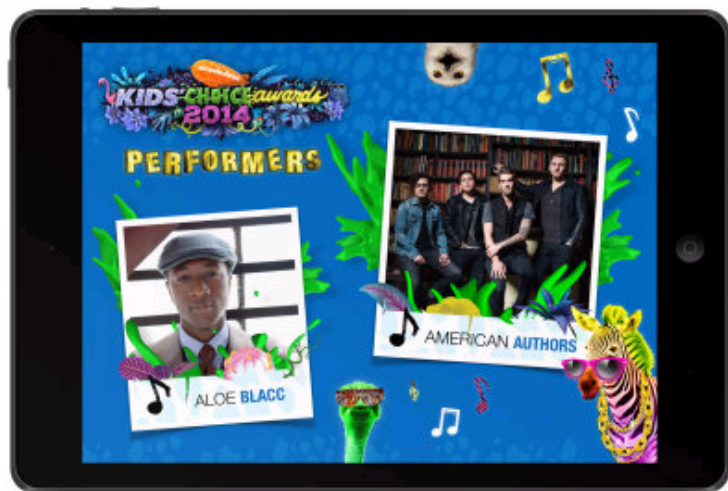 KIDS' CHOICE awards
2014
PERFORMERS
AMERICAN AUTHORS
ALOE BLACC